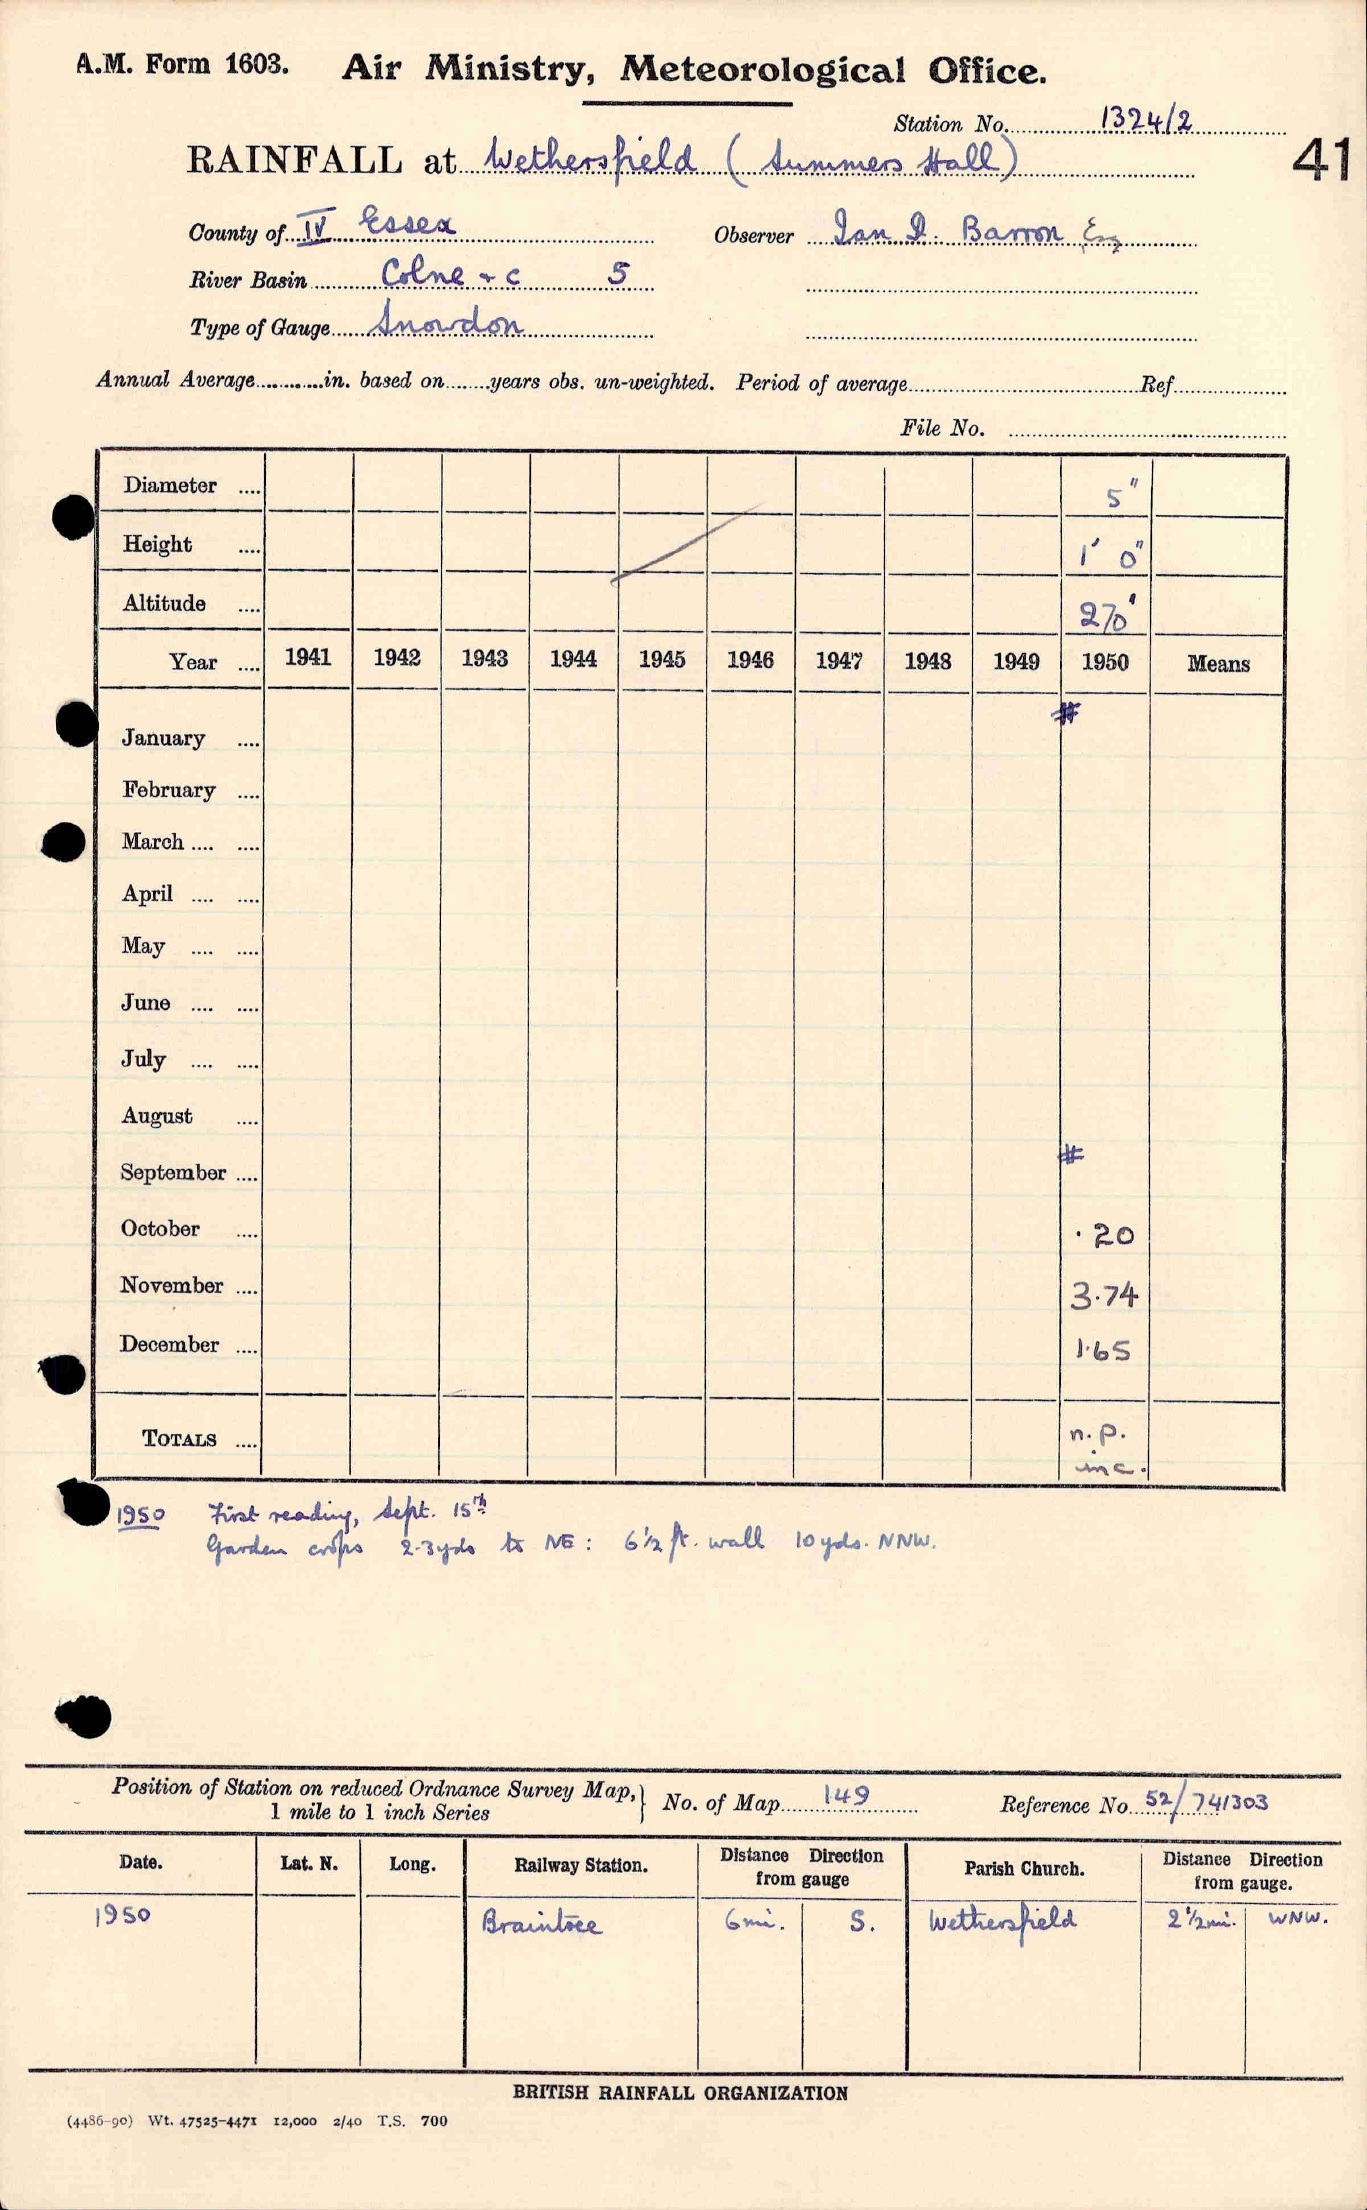 A.M. Form 1603. Air Ministry, Meteorological Office.
Station No. 1324/2
RAINFALL at Wethersfield (Summers Hall)
41
County of IV Essex Observer Ian D. Barron Esq
River Basin Colne + c 5
Type of Gauge Snowdon
Annual Average............in. based on........years obs. un-weighted. Period of average........ Ref........
File No. ........
Diameter .... 5"
Height .... 1' 0"
Altitude .... 270'
Year .... 1941 1942 1943 1944 1945 1946 1947 1948 1949 1950 Means
#
January ....
February ....
March .... ....
April .... ....
May .... ....
June .... ....
July .... ....
August ....
September .... #
October .... .20
November .... 3.74
December .... 1.65
TOTALS .... n.p.
inc.
1950 First reading, Sept. 15th
Garden crops 2-3yds to NE: 6½ ft. wall 10yds. NNW.
Position of Station on reduced Ordnance Survey Map,} No. of Map 149 Reference No. 52/741303
1 mile to 1 inch Series
Date. Lat. N. Long. Railway Station. Distance from gauge Direction Parish Church. Distance from gauge. Direction
1950 Braintree 6mi. S. Wethersfield 2½mi. WNW.
BRITISH RAINFALL ORGANIZATION
(4486-90) Wt. 47525-4471 12,000 2/40 T.S. 700